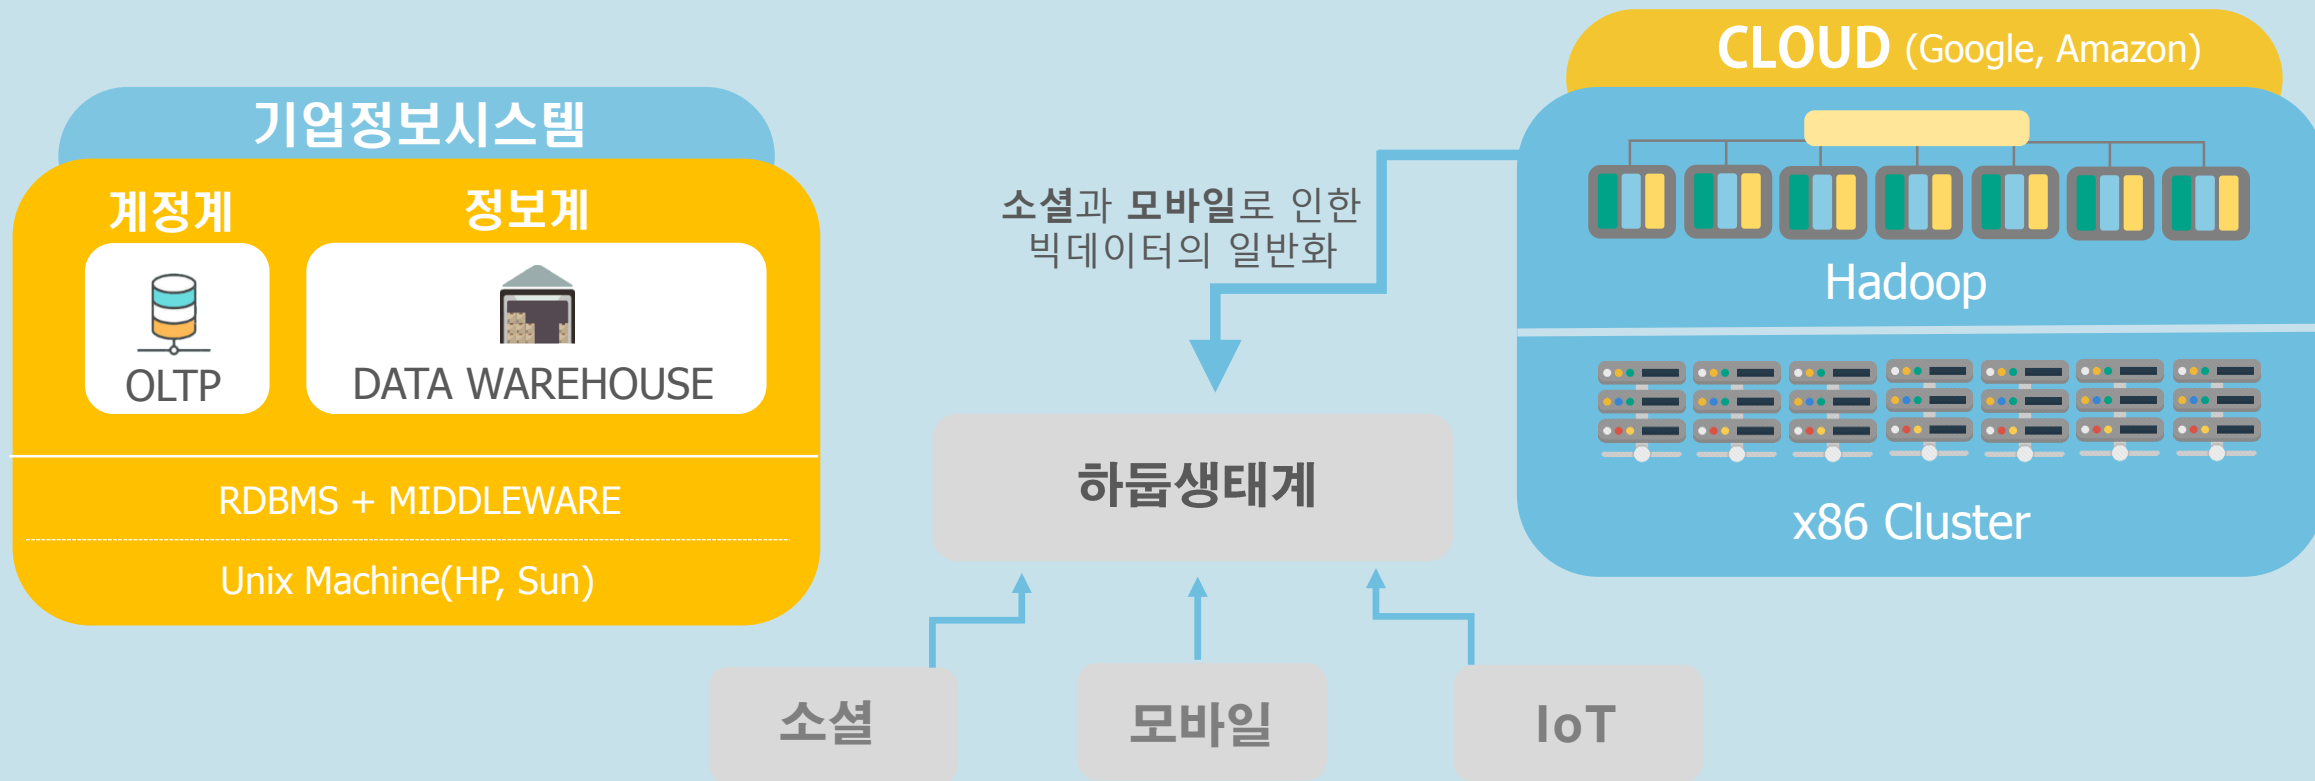 기업정보시스템
계정계
정보계
OLTP
DATA WAREHOUSE
RDBMS + MIDDLEWARE
Unix Machine(HP, Sun)
소셜과 모바일로 인한
빅데이터의 일반화
하둡생태계
소셜
모바일
IoT
CLOUD (Google, Amazon)
Hadoop
x86 Cluster